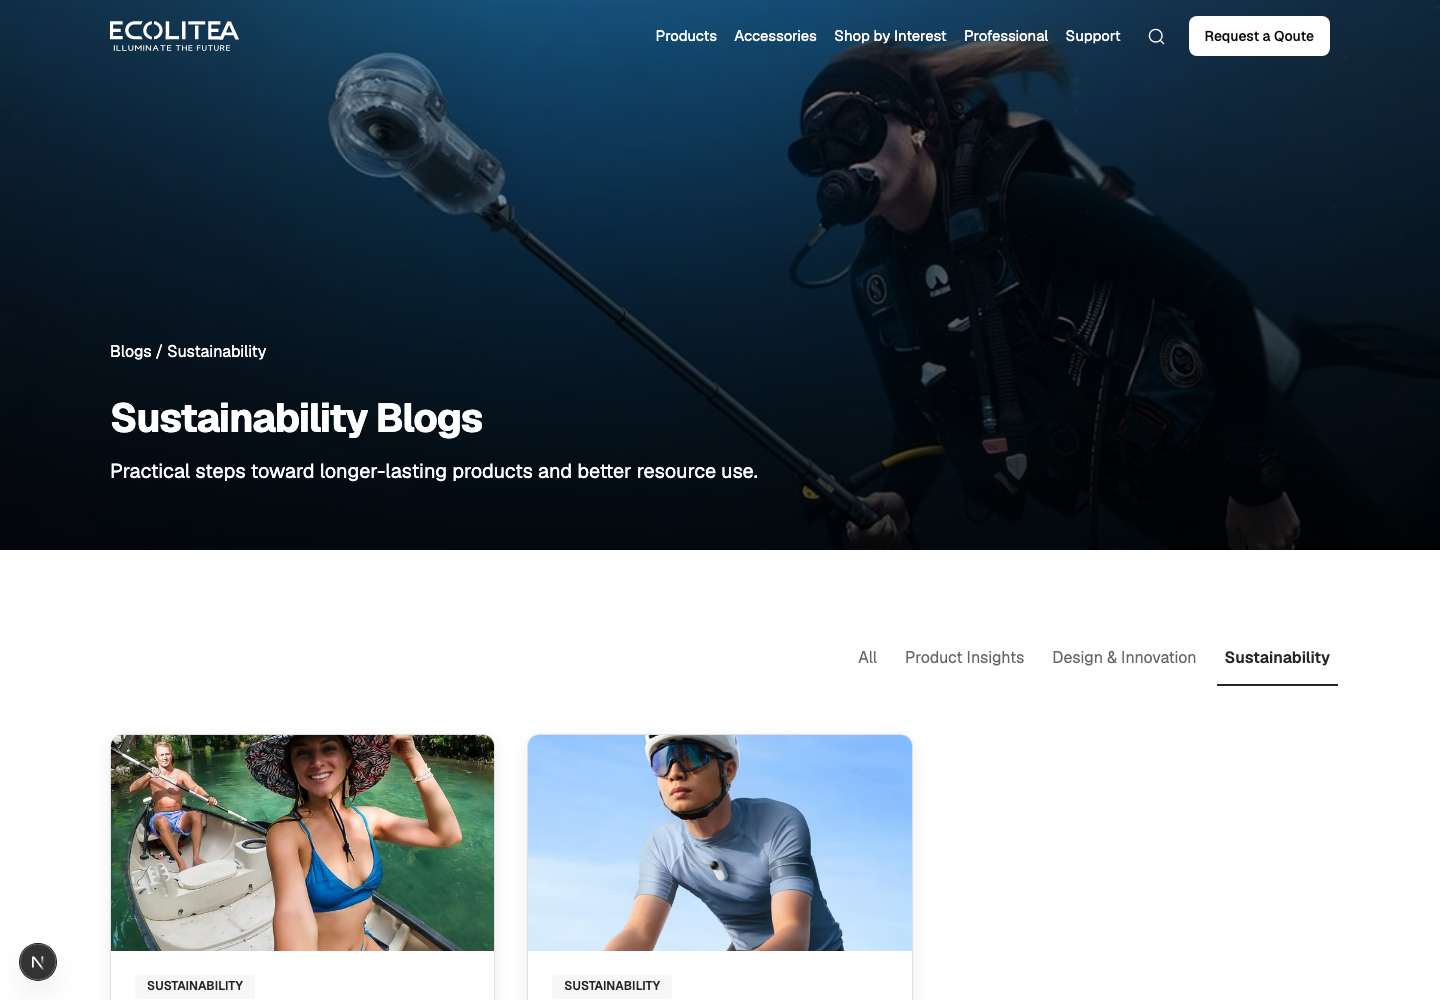 ECOLITEA
ILLUMINATE THE FUTURE
Products Accessories Shop by Interest Professional Support Request a Qoute
Blogs / Sustainability
Sustainability Blogs
Practical steps toward longer-lasting products and better resource use.
All Product Insights Design & Innovation Sustainability
SUSTAINABILITY SUSTAINABILITY
N